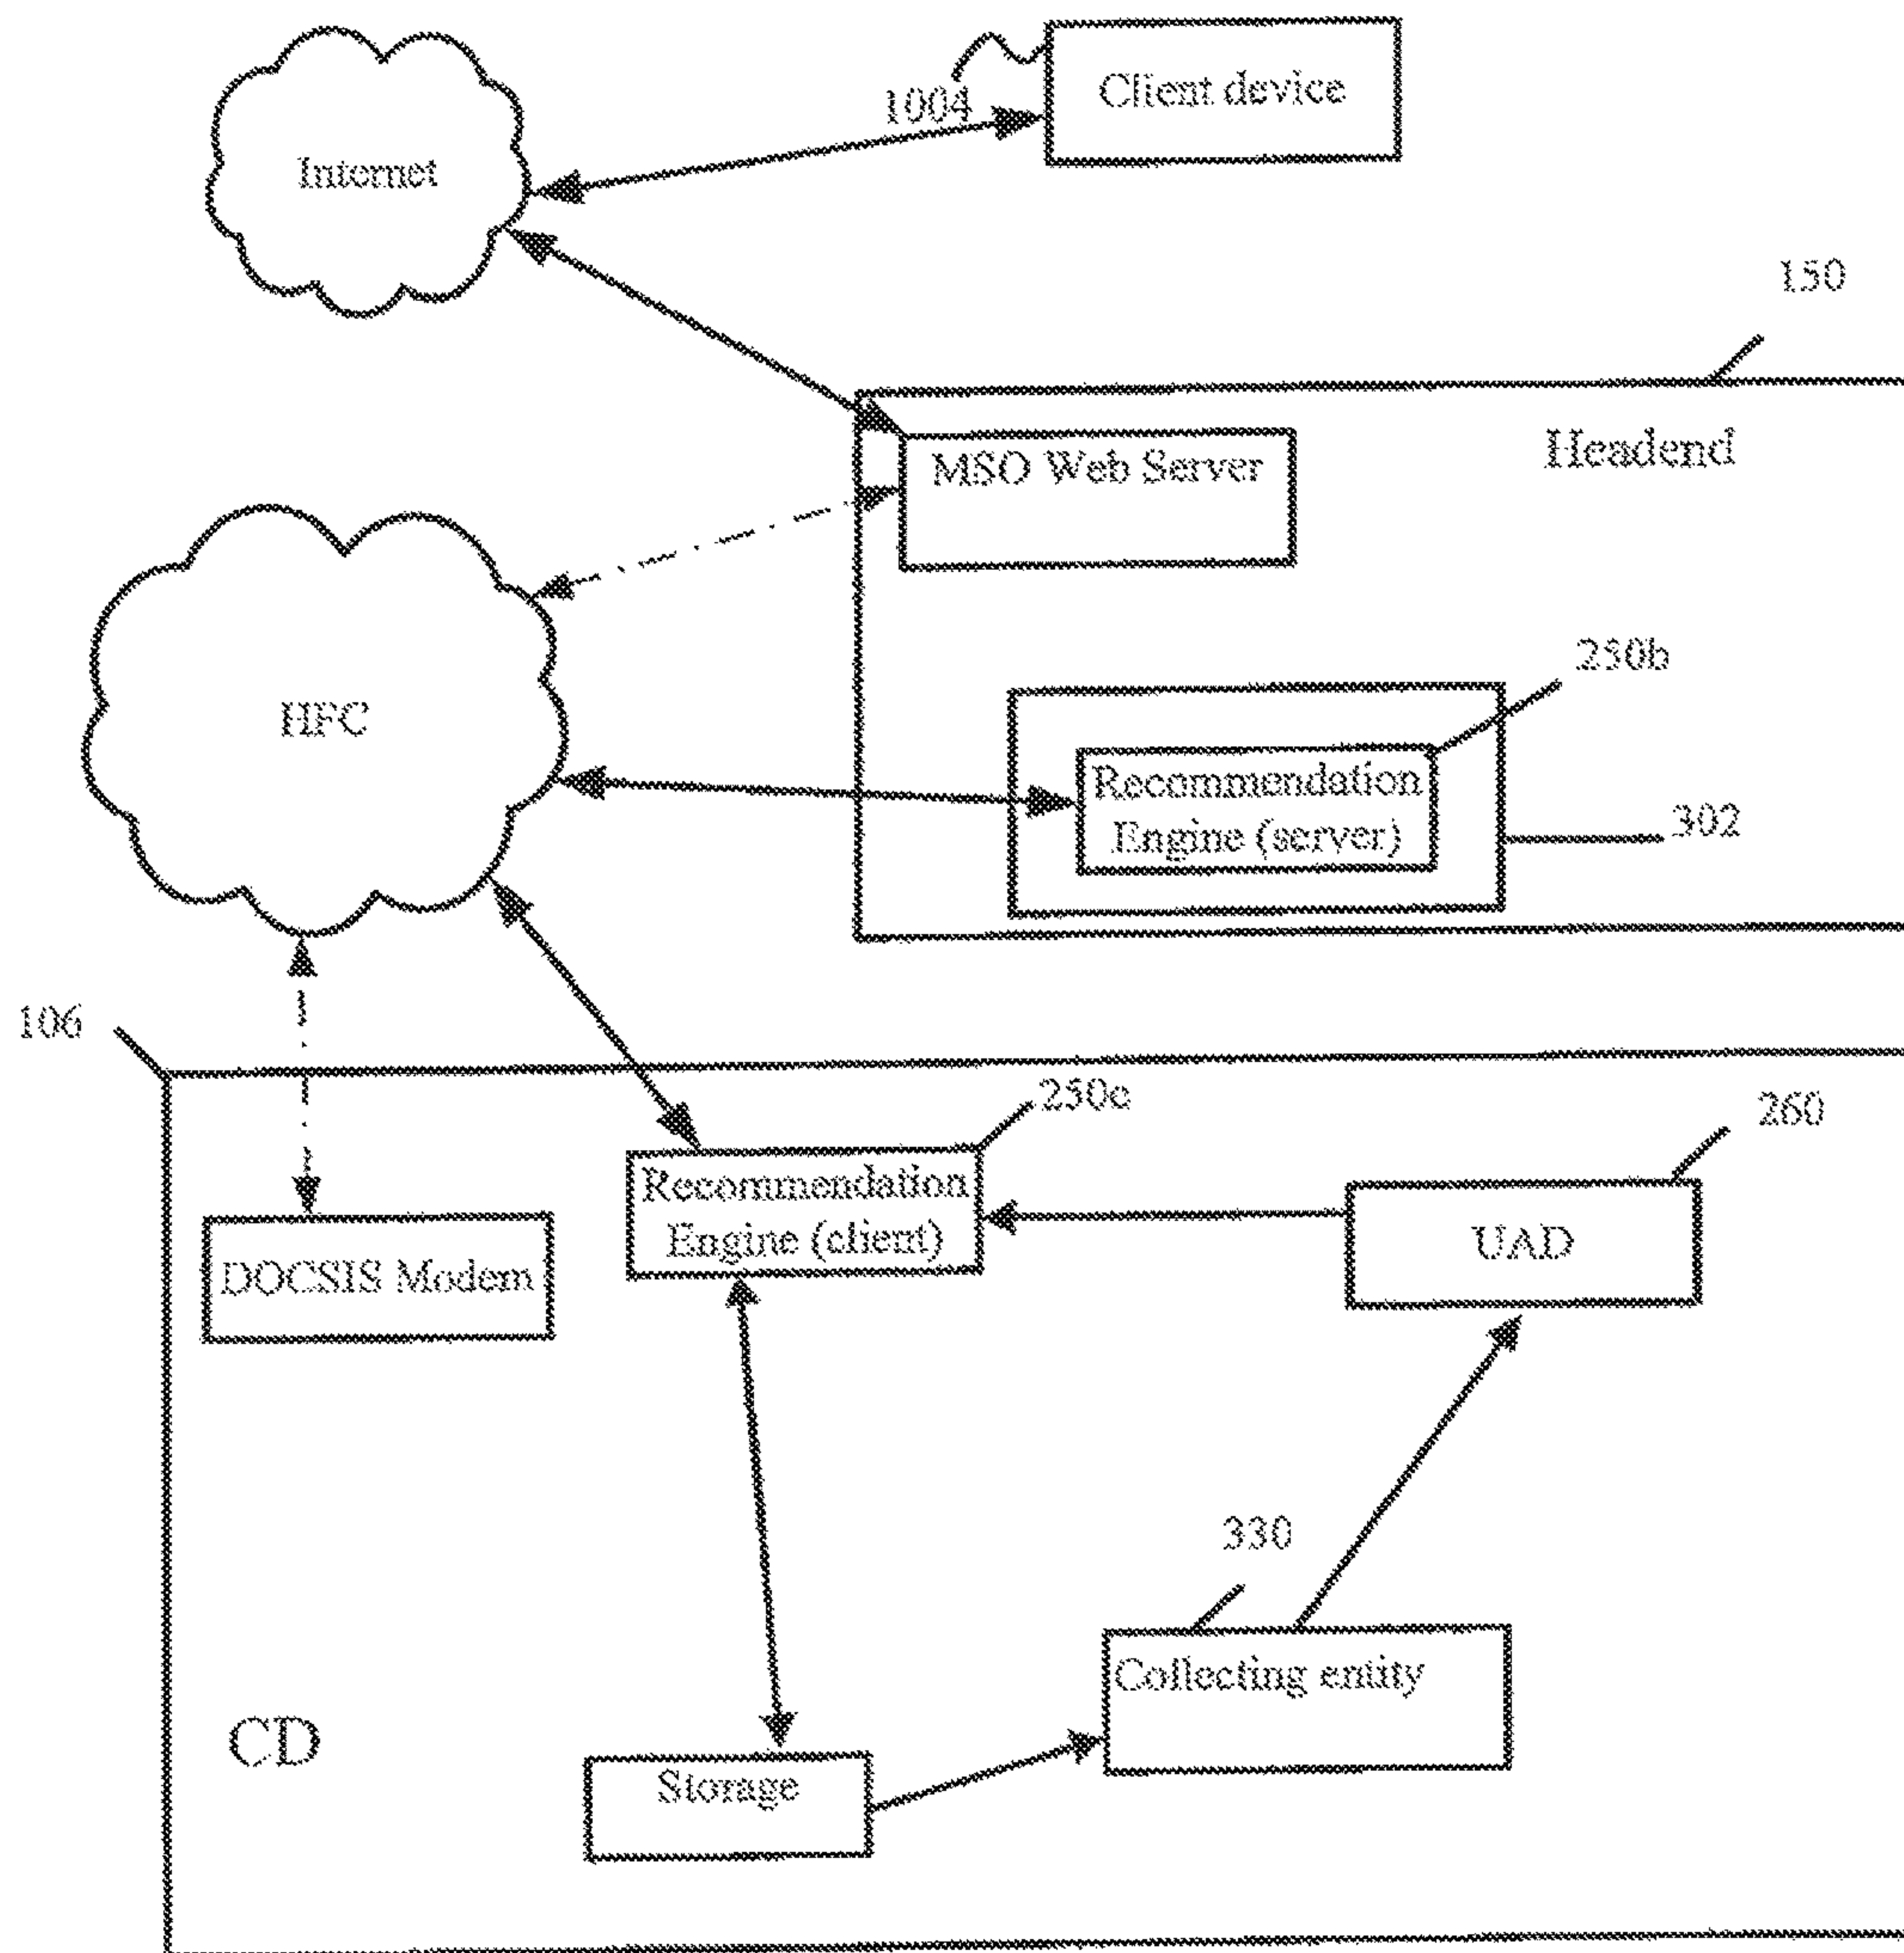 Client device
1004
Internet
150
Headend
MSO Web Server
250b
HFC
Recommendation
Engine (server)
302
106
250c
260
Recommendation
Engine (client)
UAD
DOCSIS Modem
330
Collecting entity
CD
Storage